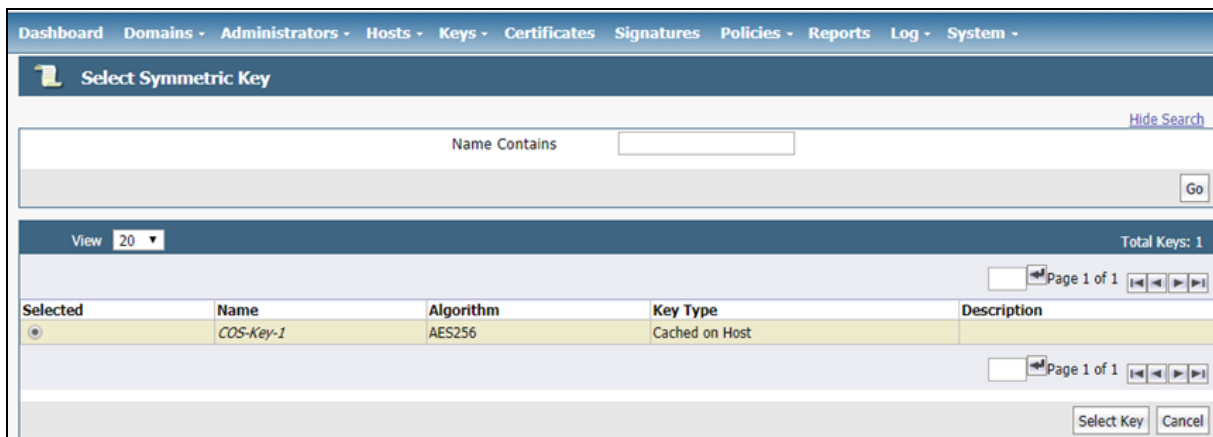 Dashboard Domains Administrators Hosts Keys Certificates Signatures Policies Reports Log System
Select Symmetric Key
Hide Search
Name Contains
Go
View 20 Total Keys: 1
Page 1 of 1
Selected Name Algorithm Key Type Description
COS-Key-1 AES256 Cached on Host
Page 1 of 1
Select Key Cancel